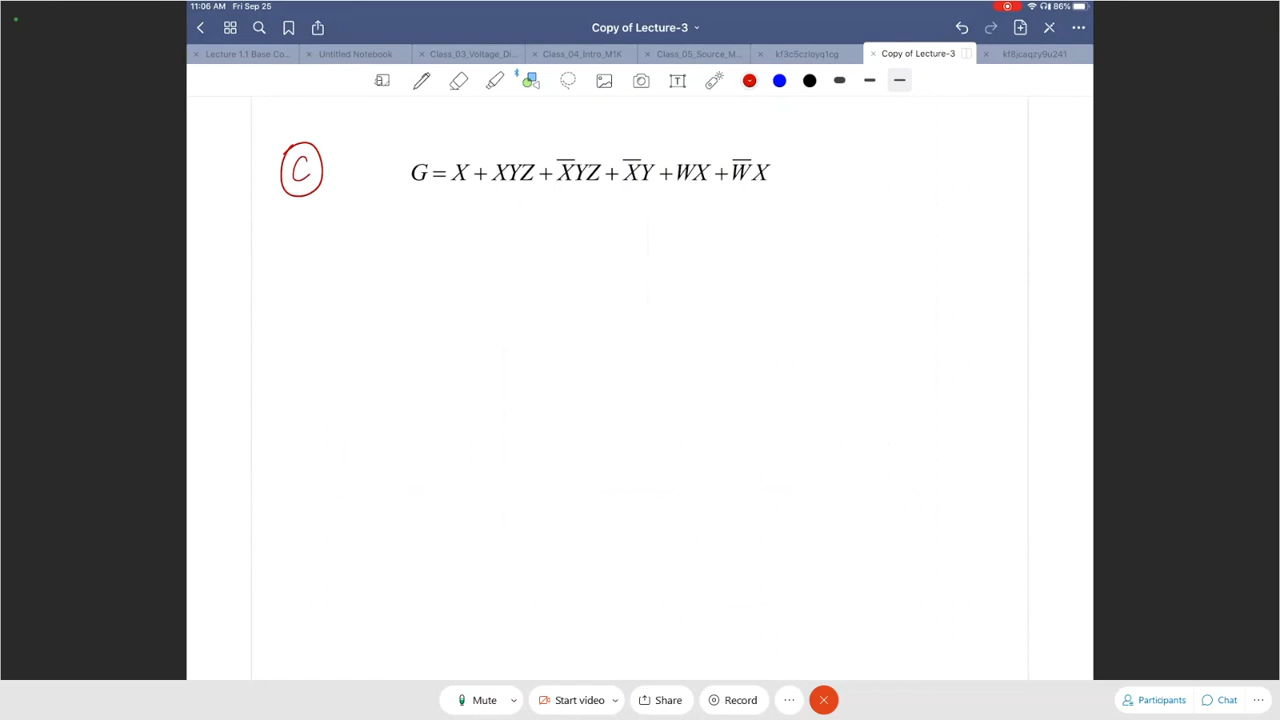 11:06 AM Fri Sep 25
86%
Copy of Lecture-3
Lecture 1.1 Base Co... Untitled Notebook Class_03_Voltage_Di... Class_04_Intro_M1K Class_05_Source_M... kf3c5czloyq1cg Copy of Lecture-3 kf8jcaqzy9u241
T
C
G = X + XYZ + X̅YZ + X̅Y + WX + W̅X
Mute Start video Share Record Participants Chat